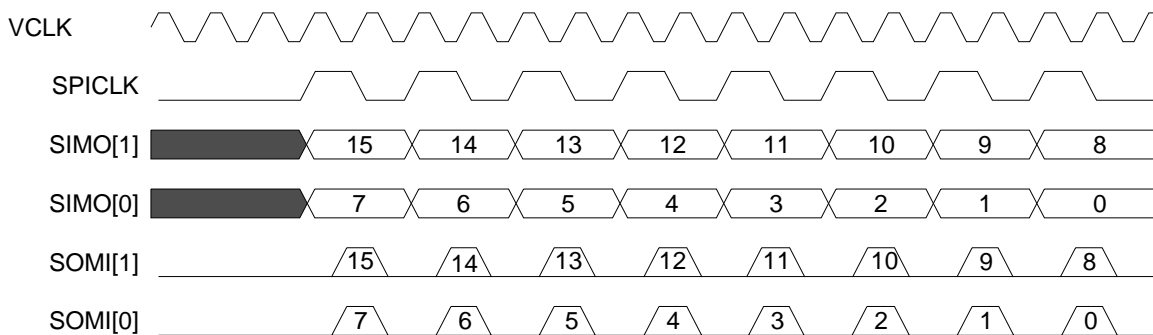 VCLK
SPICLK
SIMO[1] 15 14 13 12 11 10 9 8
SIMO[0] 7 6 5 4 3 2 1 0
SOMI[1] 15 14 13 12 11 10 9 8
SOMI[0] 7 6 5 4 3 2 1 0